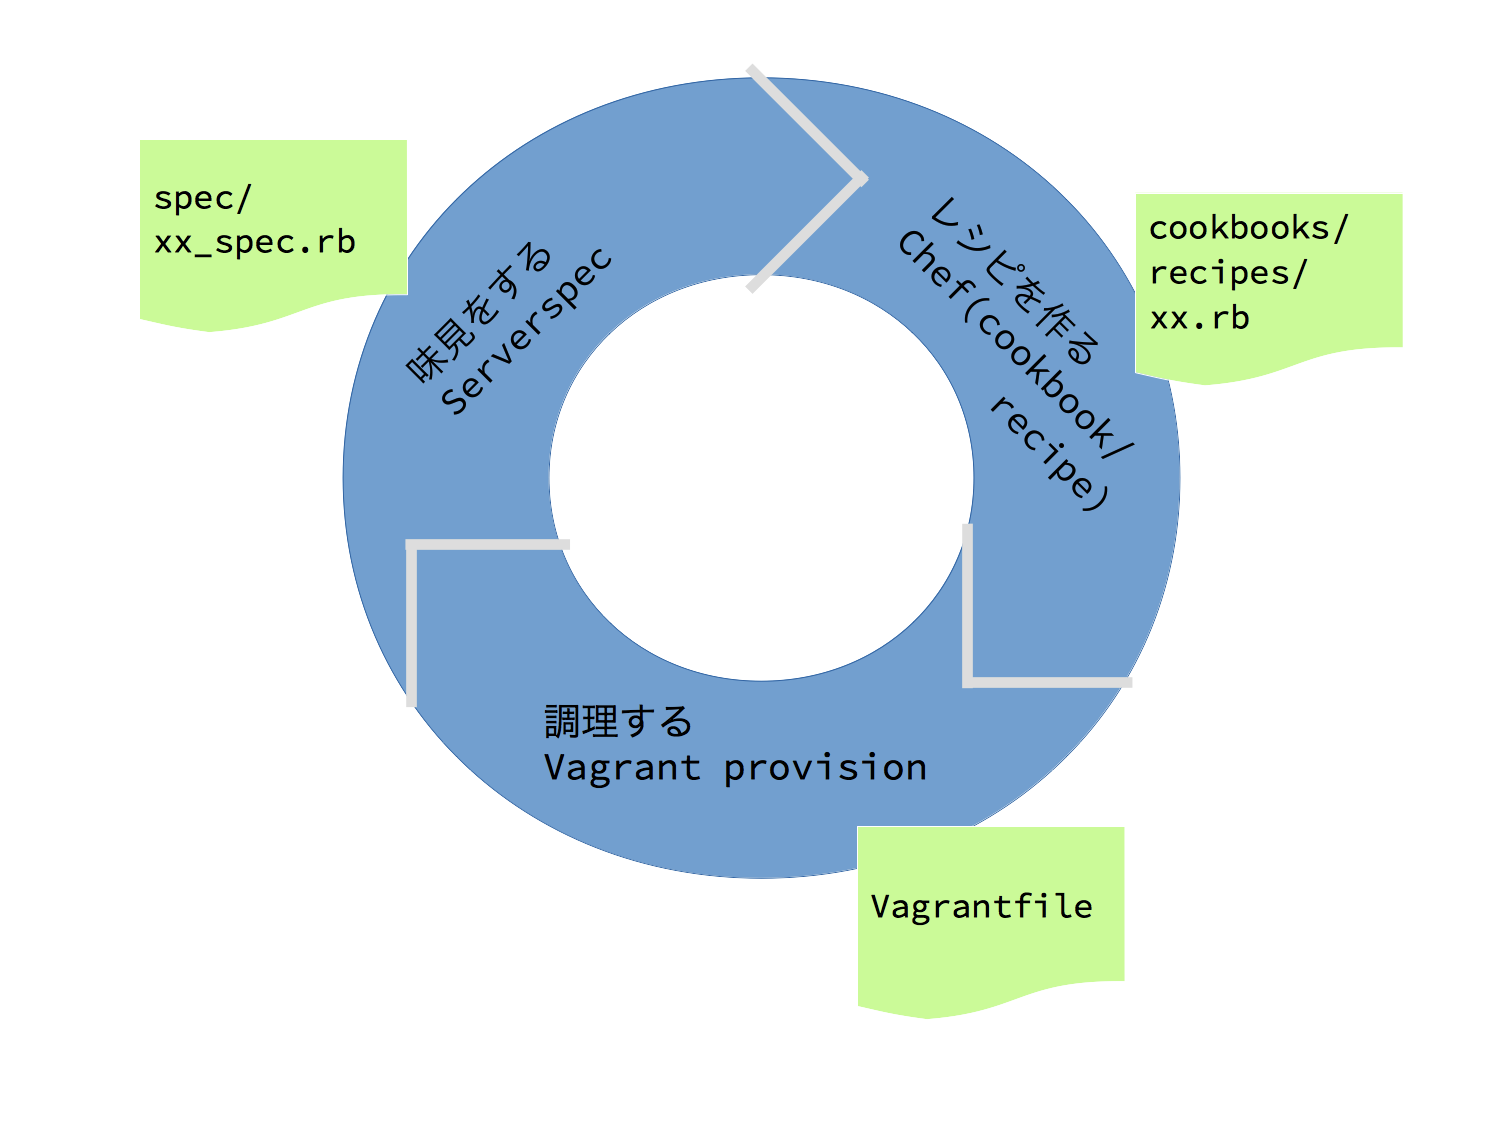 spec/
xx_spec.rb
味見をする
Serverspec
レシピを作る
Chef(cookbook/
recipe)
cookbooks/
recipes/
xx.rb
調理する
Vagrant provision
Vagrantfile